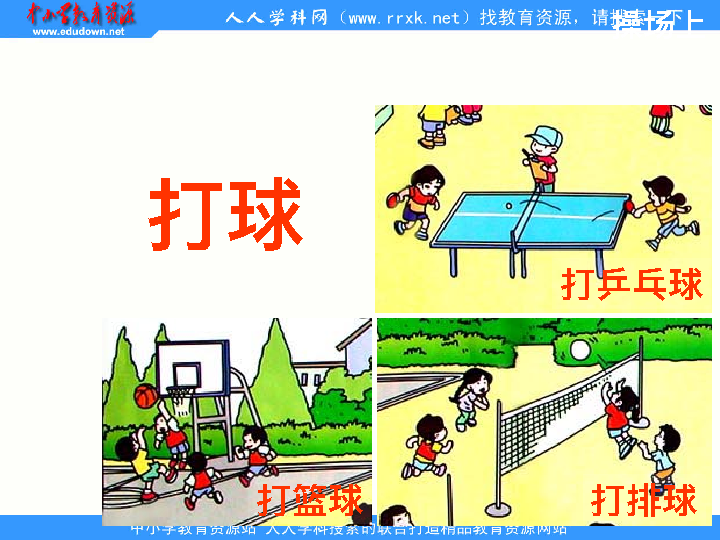 中小学教育资源
www.edudown.net
人人学科网（www.rrxk.net）找教育资源，请搜索一下
操场上
打球
打乒乓球
打篮球
打排球
中小学教育资源站 人人学科搜索的联合打造精品教育资源网站